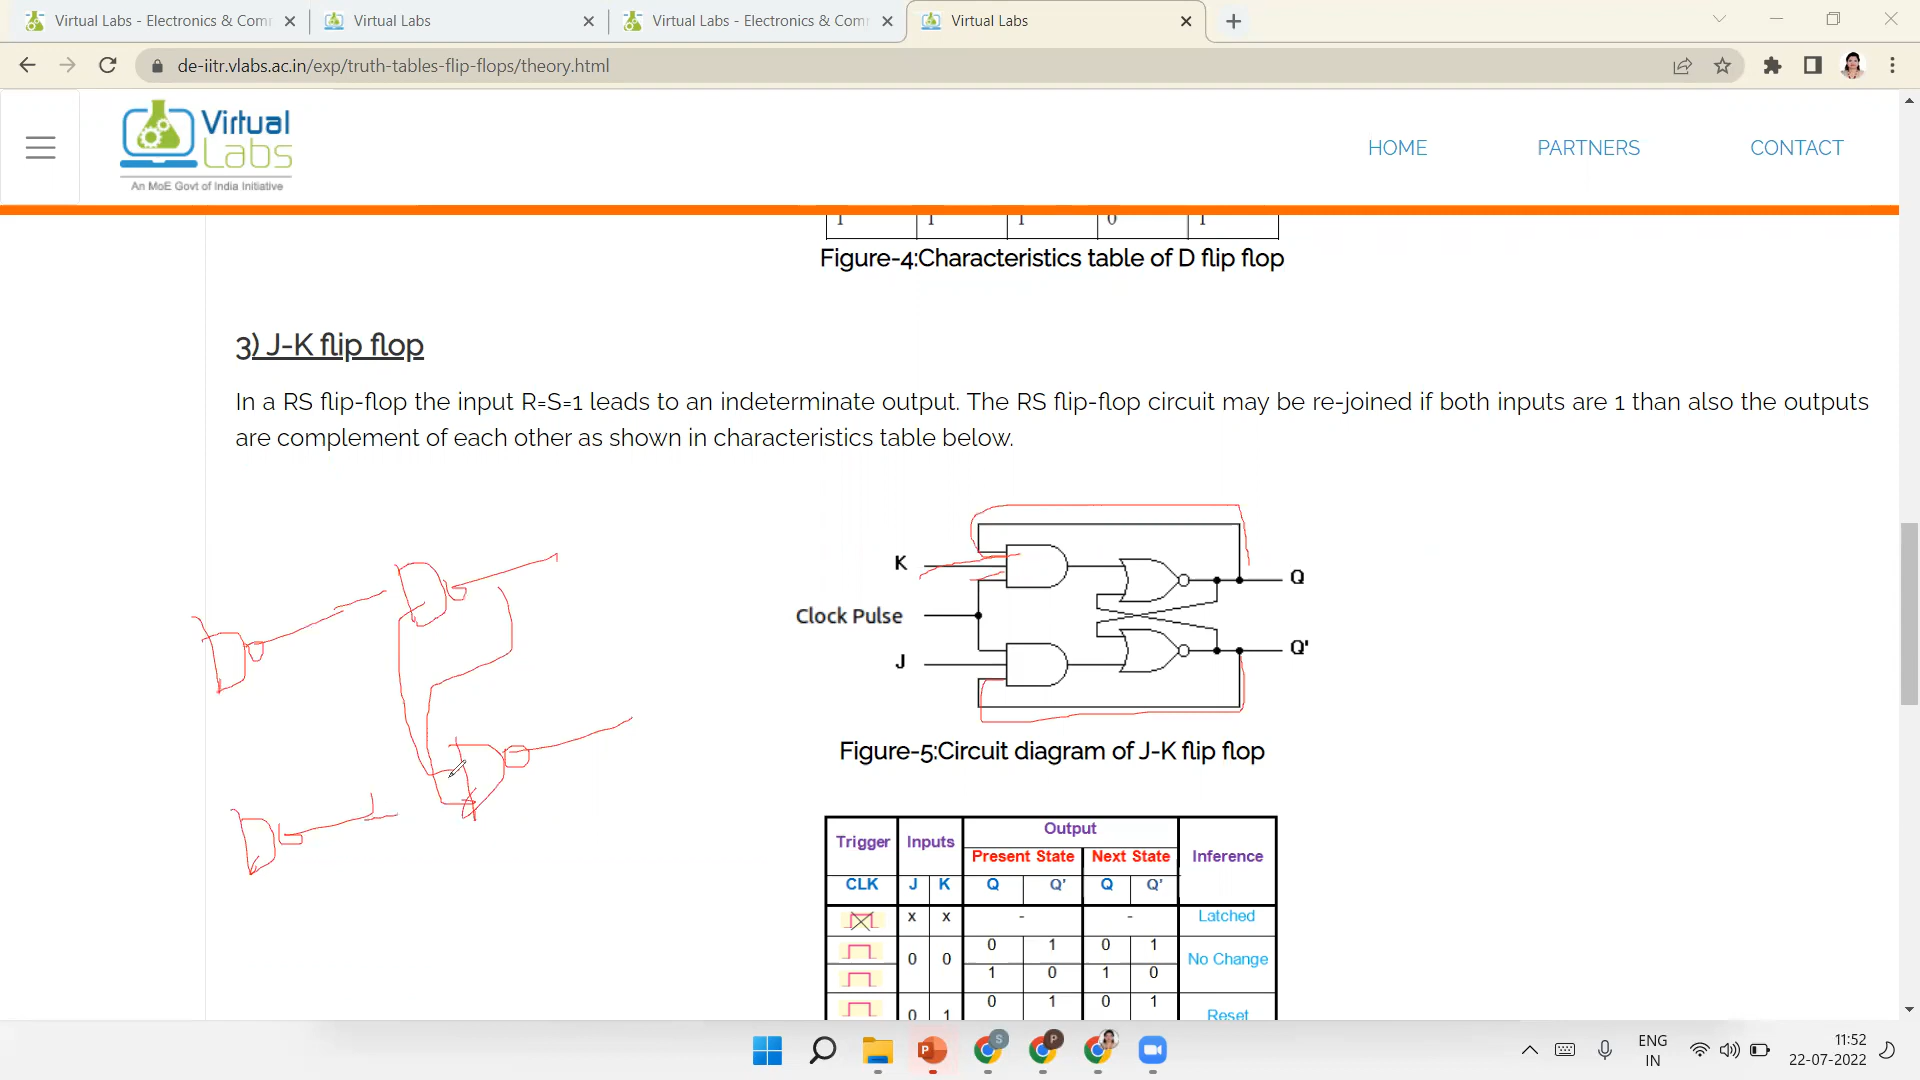 Virtual Labs - Electronics & Com
Virtual Labs
Virtual Labs - Electronics & Com
Virtual Labs
de-iitr.vlabs.ac.in/exp/truth-tables-flip-flops/theory.html
Virtual
Labs
An MoE Govt of India Initiative
HOME
PARTNERS
CONTACT
1 1 1 0 1
Figure-4:Characteristics table of D flip flop
3) J-K flip flop
In a RS flip-flop the input R=S=1 leads to an indeterminate output. The RS flip-flop circuit may be re-joined if both inputs are 1 than also the outputs
are complement of each other as shown in characteristics table below.
K
Q
Clock Pulse
Q'
J
Figure-5:Circuit diagram of J-K flip flop
Trigger Inputs Output Inference
Present State Next State
CLK J K Q Q' Q Q'
x x - - Latched
0 0 0 1 0 1 No Change
1 0 1 0
0 1 0 1 0 1 Reset
S
P
ENG
IN
11:52
22-07-2022